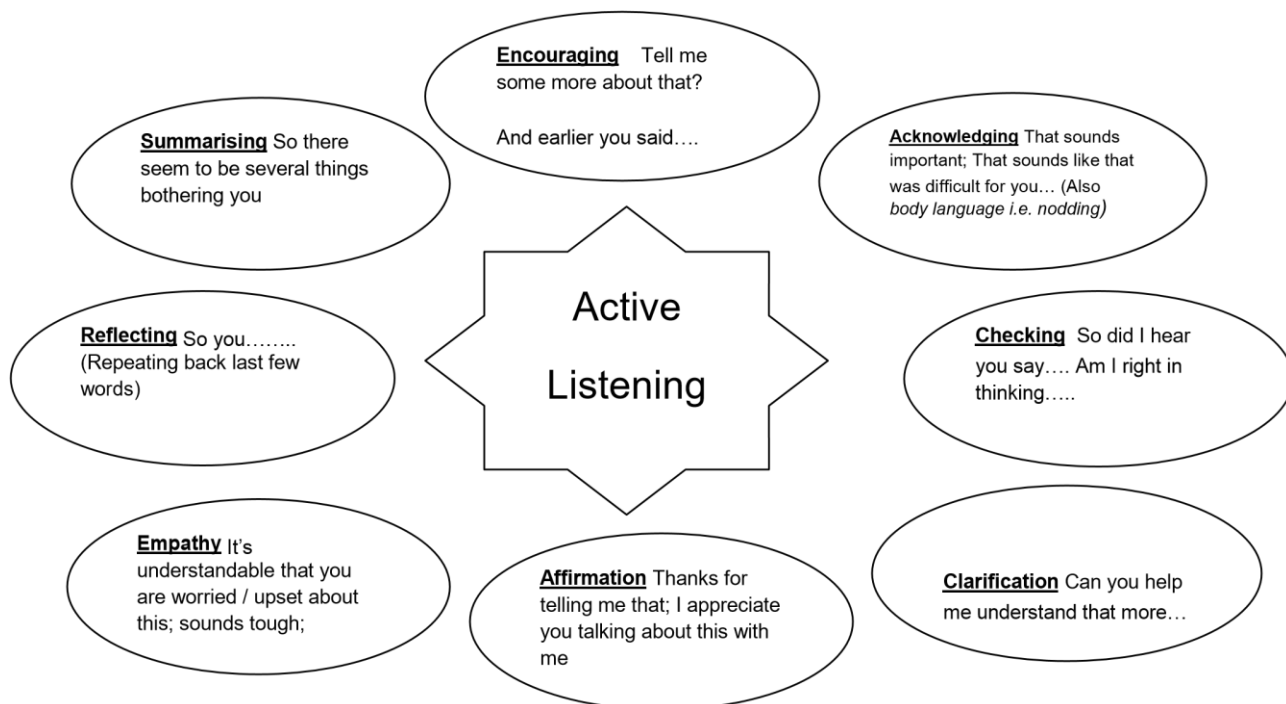 Encouraging Tell me
some more about that?
And earlier you said….
Summarising So there
seem to be several things
bothering you
Acknowledging That sounds
important; That sounds like that
was difficult for you… (Also
body language i.e. nodding)
Active
Listening
Reflecting So you……..
(Repeating back last few
words)
Checking So did I hear
you say…. Am I right in
thinking…..
Empathy It's
understandable that you
are worried / upset about
this; sounds tough;
Affirmation Thanks for
telling me that; I appreciate
you talking about this with
me
Clarification Can you help
me understand that more…